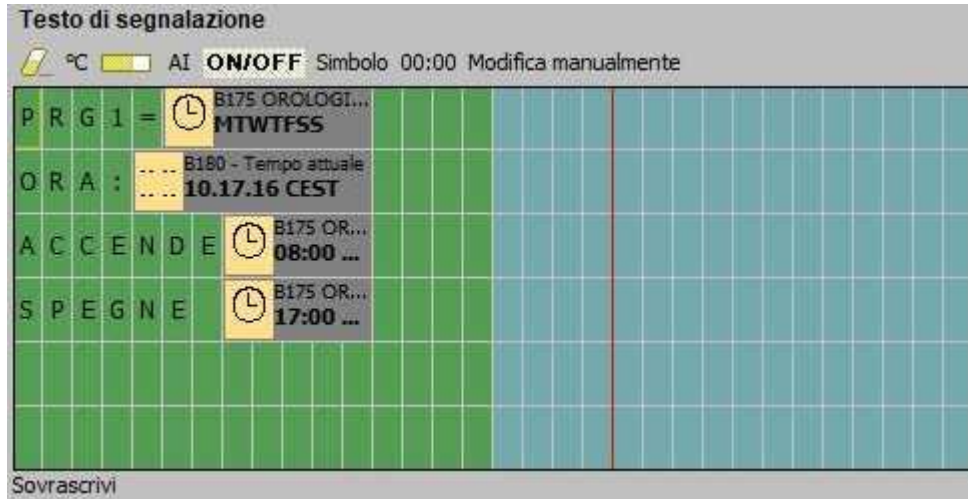 Testo di segnalazione
°C AI ON/OFF Simbolo 00:00 Modifica manualmente
PRG1= B175 OROLOGI...
MTWTFSS
ORA: B180 - Tempo attuale
10.17.16 CEST
ACCENDE B175 OR...
08:00 ...
SPEGNE B175 OR...
17:00 ...
Sovrascrivi